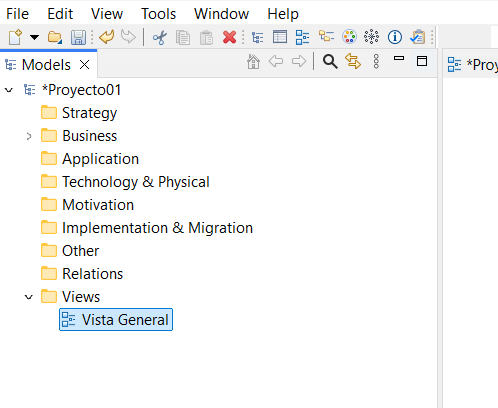 File Edit View Tools Window Help
Models
*Proy
*Proyecto01
Strategy
Business
Application
Technology & Physical
Motivation
Implementation & Migration
Other
Relations
Views
Vista General